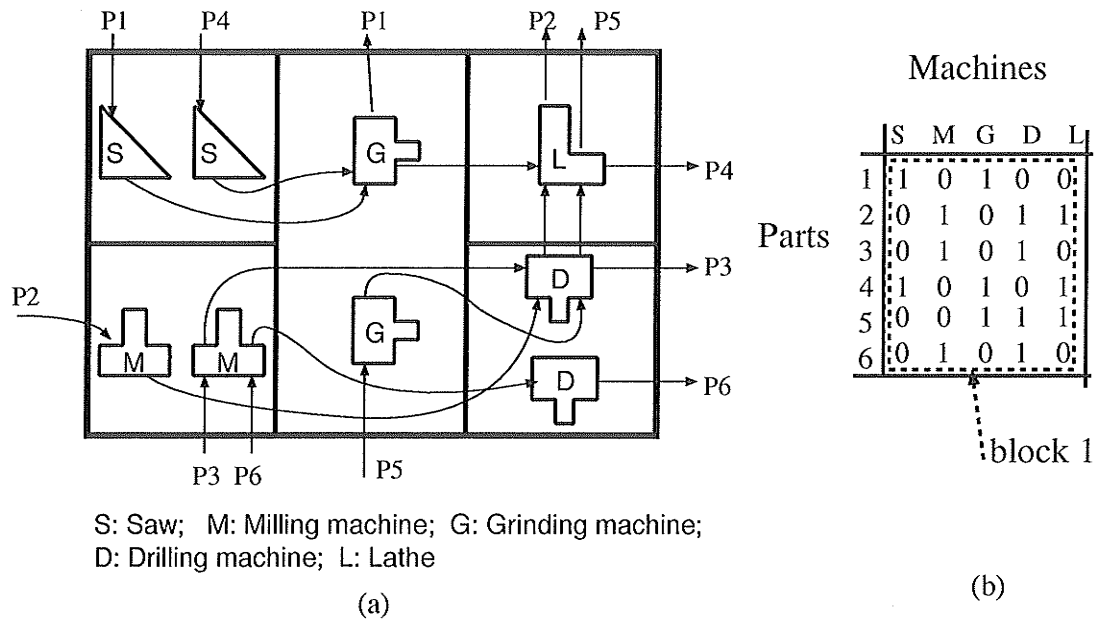 P1 P4 P1 P2 P5
S S G L P4
P3
P2 M M G D
D P6
P3 P6 P5
S: Saw; M: Milling machine; G: Grinding machine;
D: Drilling machine; L: Lathe
(a)
Machines
S M G D L
Parts
1 1 0 1 0 0
2 0 1 0 1 1
3 0 1 0 1 0
4 1 0 1 0 1
5 0 0 1 1 1
6 0 1 0 1 0
block 1
(b)